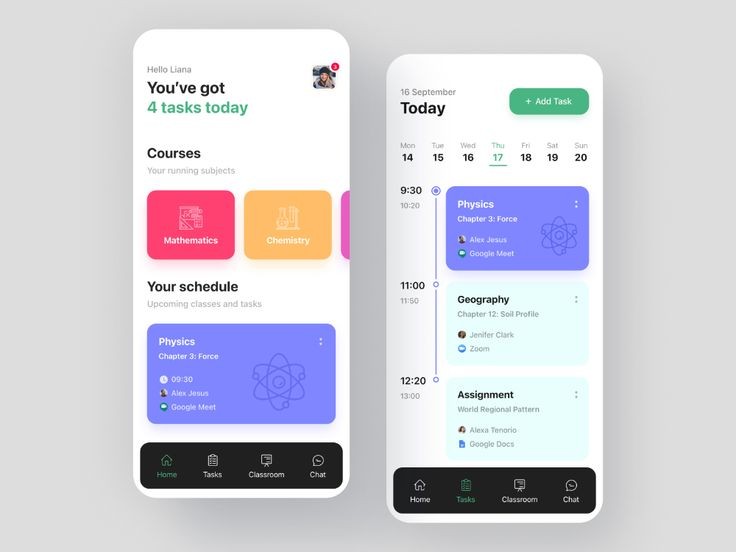 Hello Liana
3
You've got
4 tasks today
Courses
Your running subjects
Mathematics
Chemistry
Your schedule
Upcoming classes and tasks
Physics
Chapter 3: Force
09:30
Alex Jesus
Google Meet
Home Tasks Classroom Chat
16 September
Today
+ Add Task
Mon Tue Wed Thu Fri Sat Sun
14 15 16 17 18 19 20
9:30
10:20
Physics
Chapter 3: Force
Alex Jesus
Google Meet
11:00
11:50
Geography
Chapter 12: Soil Profile
Jenifer Clark
Zoom
12:20
13:00
Assignment
World Regional Pattern
Alexa Tenorio
Google Docs
Home Tasks Classroom Chat